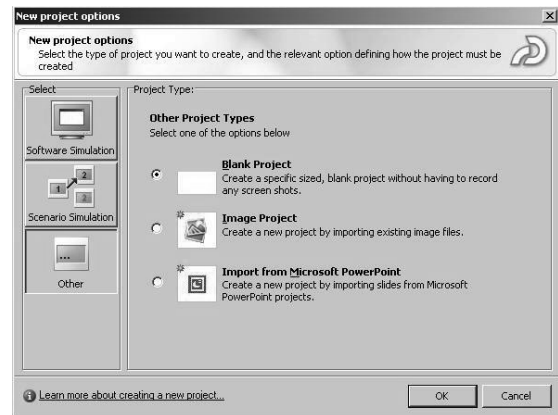 New project options
New project options
Select the type of project you want to create, and the relevant option defining how the project must be
created
Select
Software Simulation
1
2
3
Scenario Simulation
Other
Project Type:
Other Project Types
Select one of the options below
Blank Project
Create a specific sized, blank project without having to record
any screen shots.
Image Project
Create a new project by importing existing image files.
Import from Microsoft PowerPoint
Create a new project by importing slides from Microsoft
PowerPoint projects.
Learn more about creating a new project...
OK
Cancel